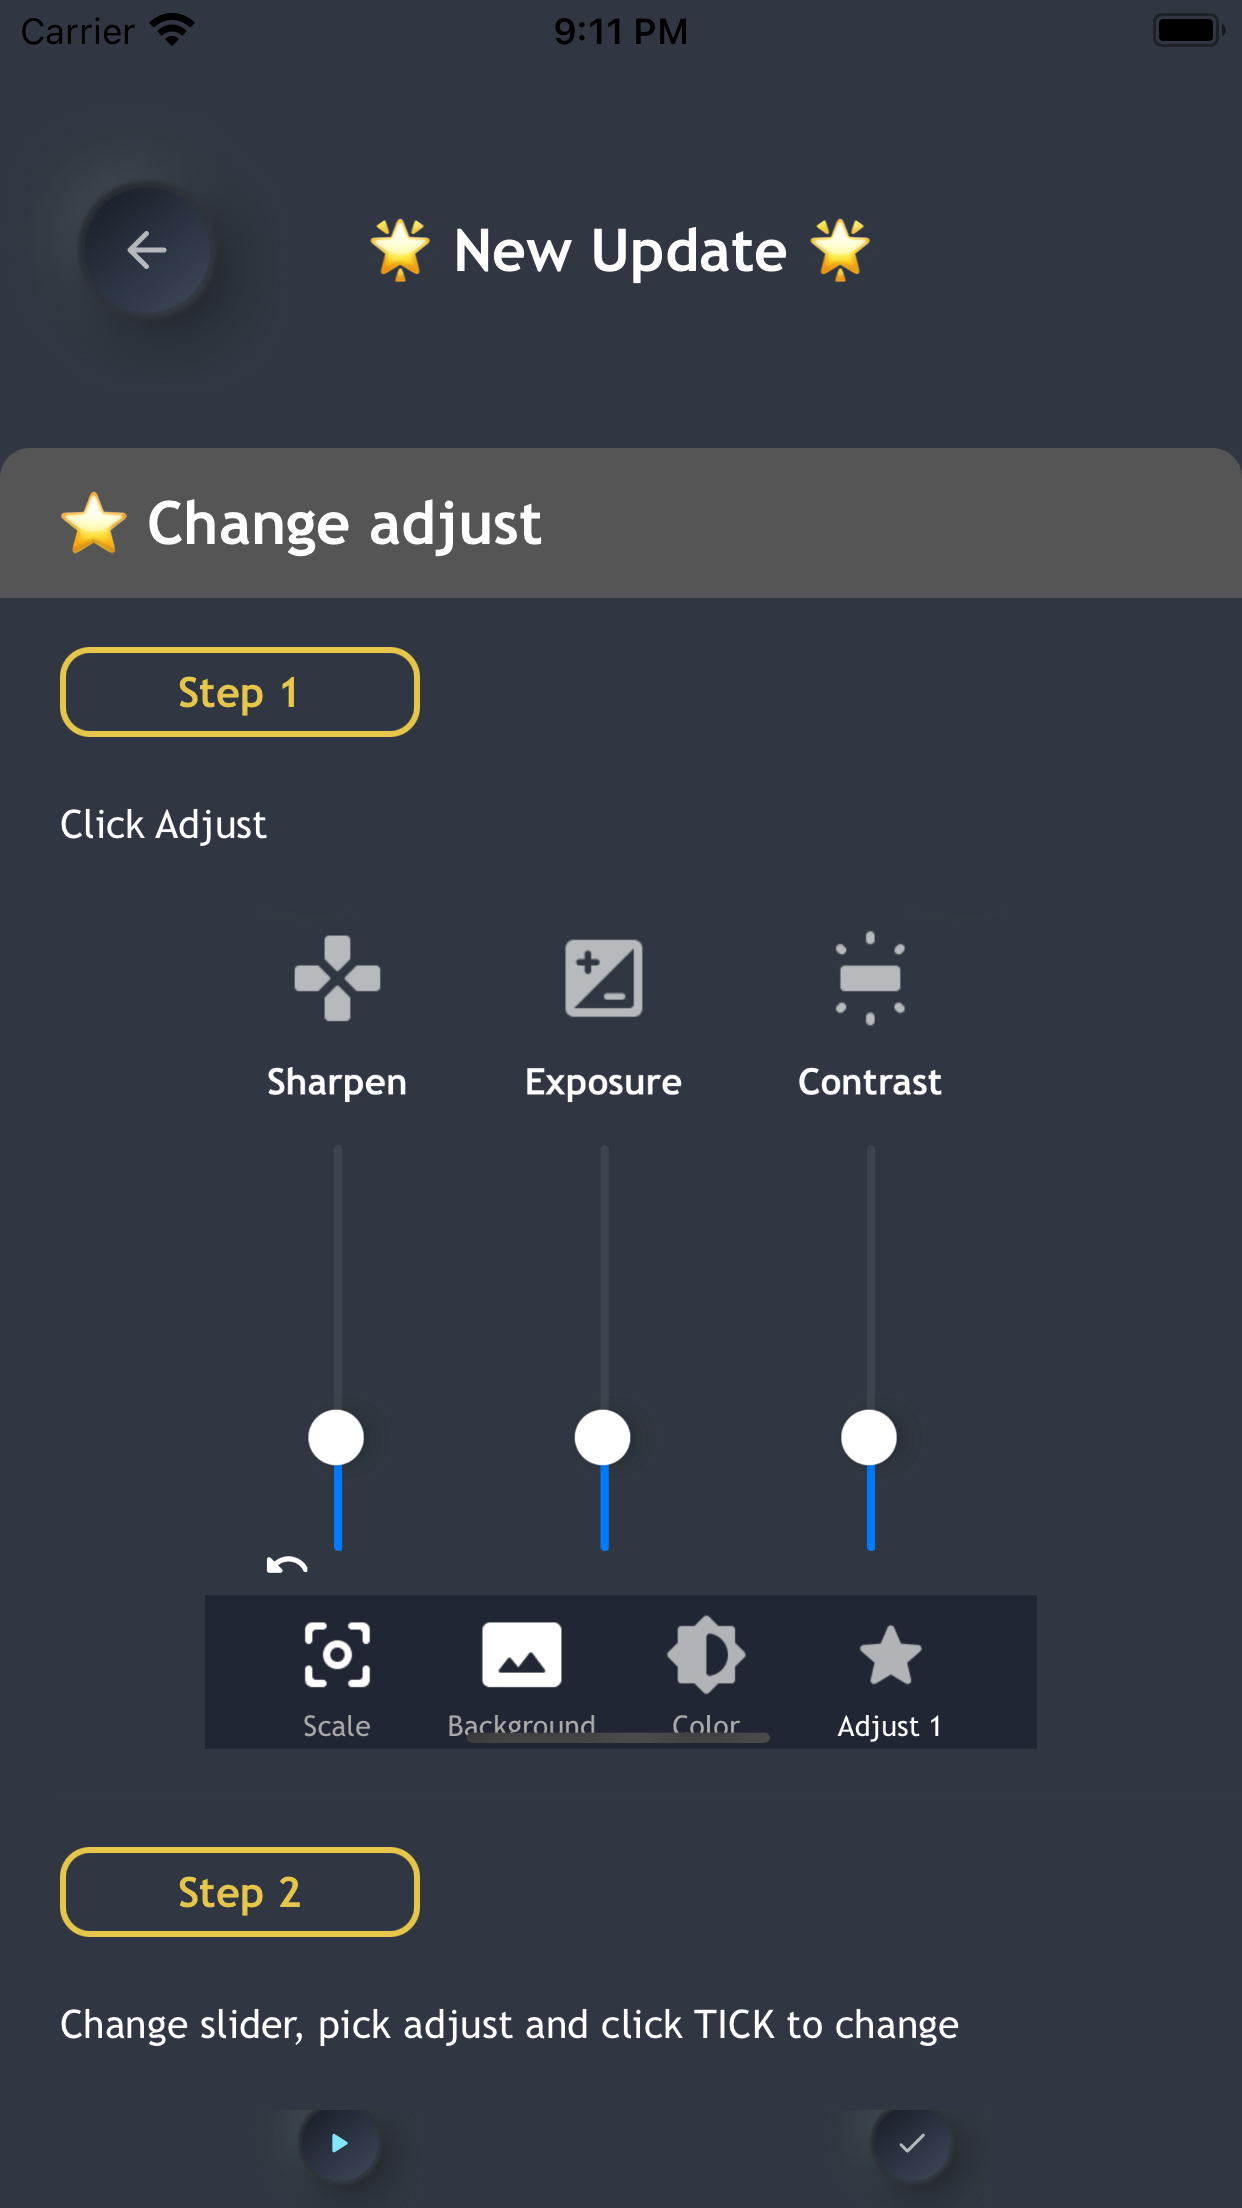 Carrier 9:11 PM
🌟 New Update 🌟
⭐ Change adjust
Step 1
Click Adjust
Sharpen Exposure Contrast
Scale Background Color Adjust 1
Step 2
Change slider, pick adjust and click TICK to change